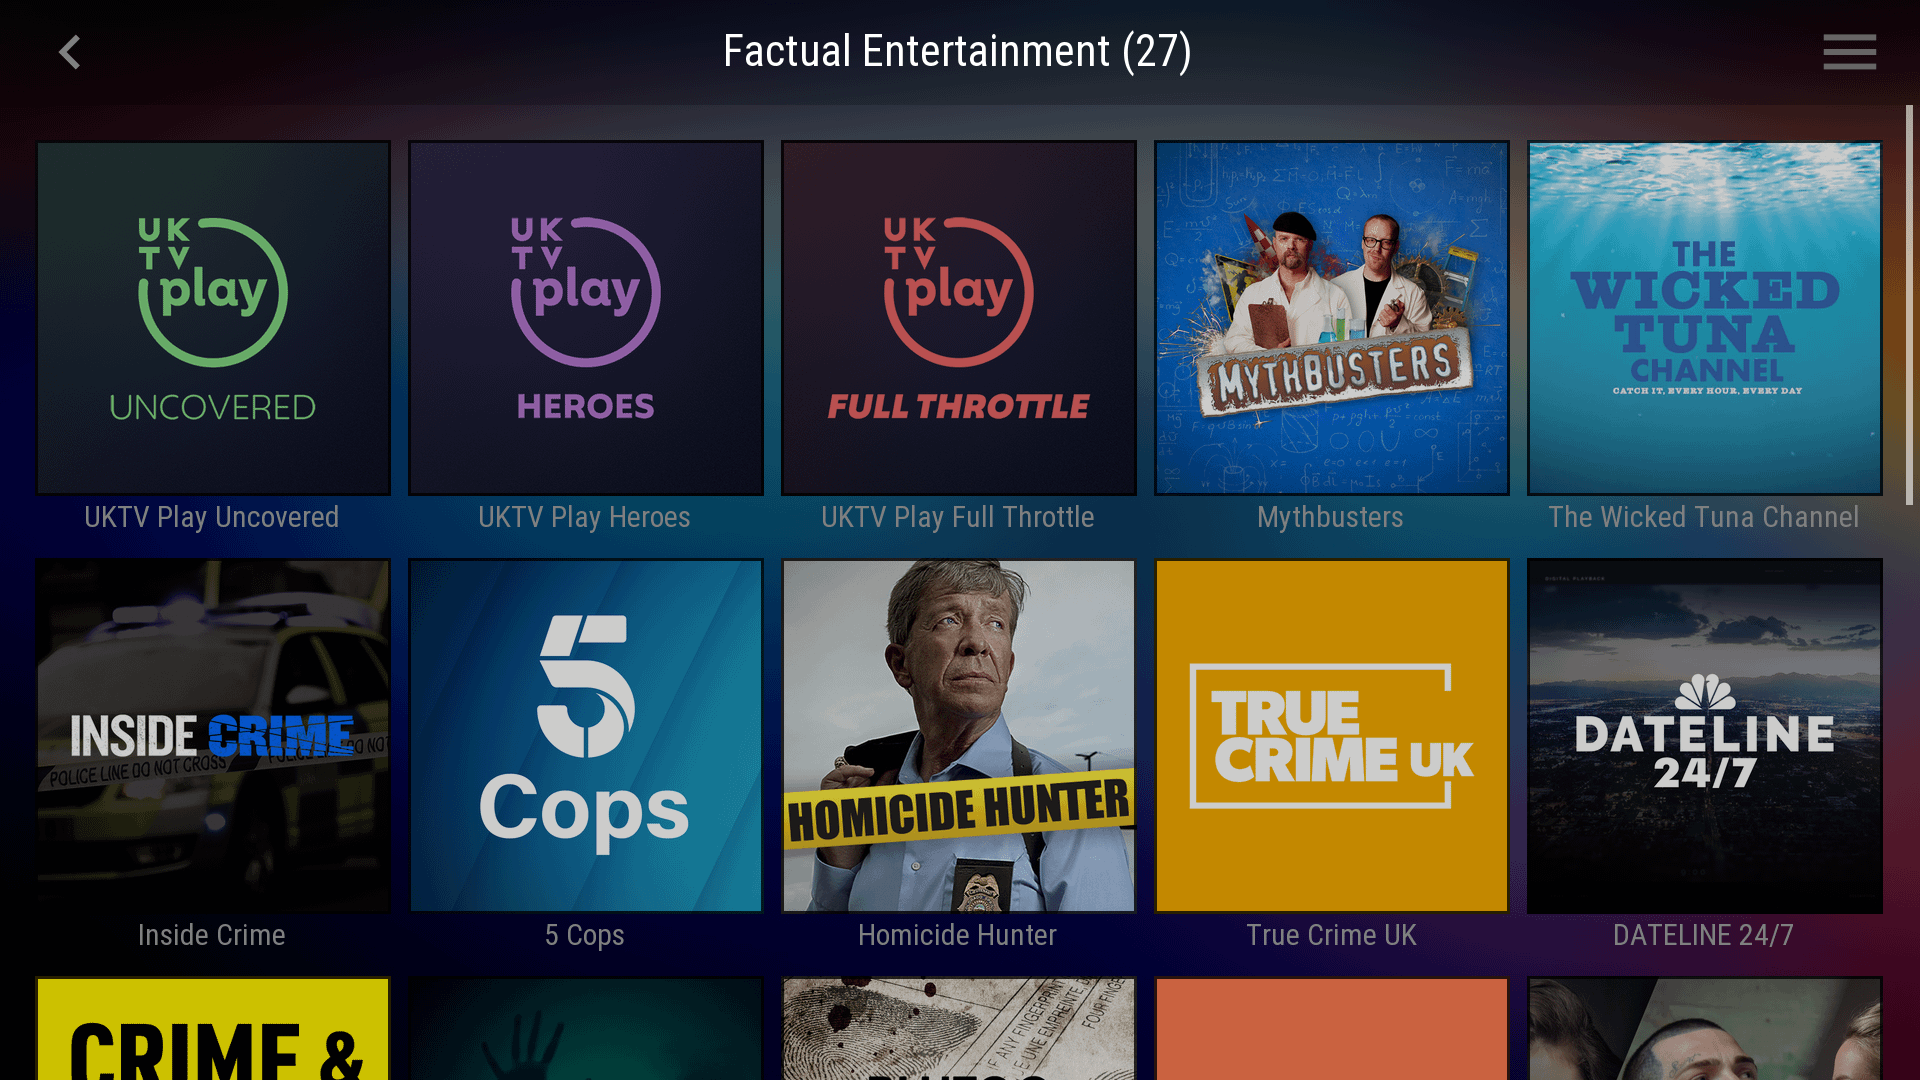 Factual Entertainment (27)
UK
TV
play
UNCOVERED
UK
TV
play
HEROES
UK
TV
play
FULL THROTTLE
MYTHBUSTERS
THE
WICKED
TUNA
CHANNEL
CATCH IT, EVERY HOUR, EVERY DAY
UKTV Play Uncovered
UKTV Play Heroes
UKTV Play Full Throttle
Mythbusters
The Wicked Tuna Channel
INSIDE CRIME
POLICE LINE DO NOT CROSS
5
Cops
HOMICIDE HUNTER
TRUE
CRIME UK
DIGITAL PLAYBACK
DATELINE
24/7
Inside Crime
5 Cops
Homicide Hunter
True Crime UK
DATELINE 24/7
CRIME &